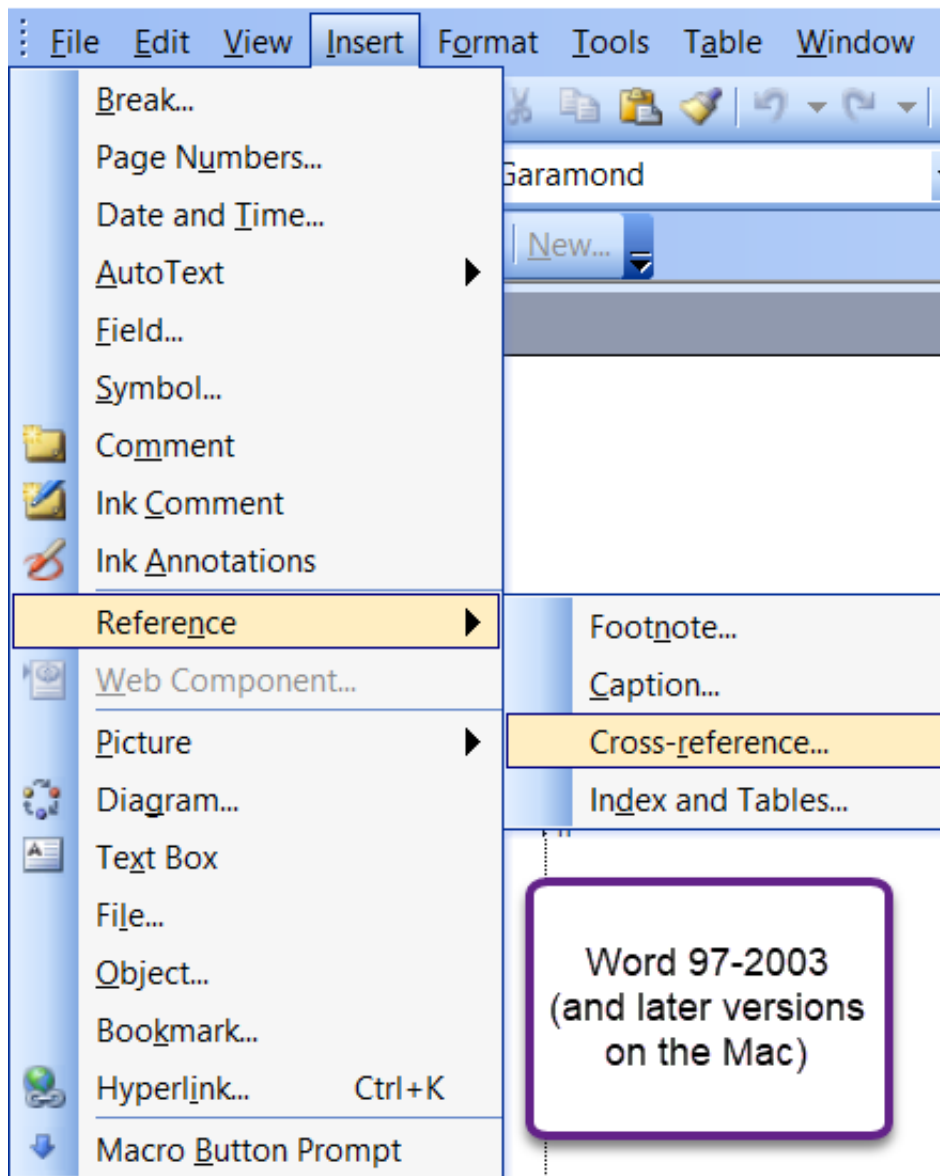 File Edit View Insert Format Tools Table Window
Break...
Page Numbers...
Garamond
Date and Time...
New...
AutoText
Field...
Symbol...
Comment
Ink Comment
Ink Annotations
Reference
Footnote...
Web Component...
Caption...
Picture
Cross-reference...
Diagram...
Index and Tables...
Text Box
File...
Object...
Bookmark...
Hyperlink... Ctrl+K
Macro Button Prompt
Word 97-2003
(and later versions
on the Mac)